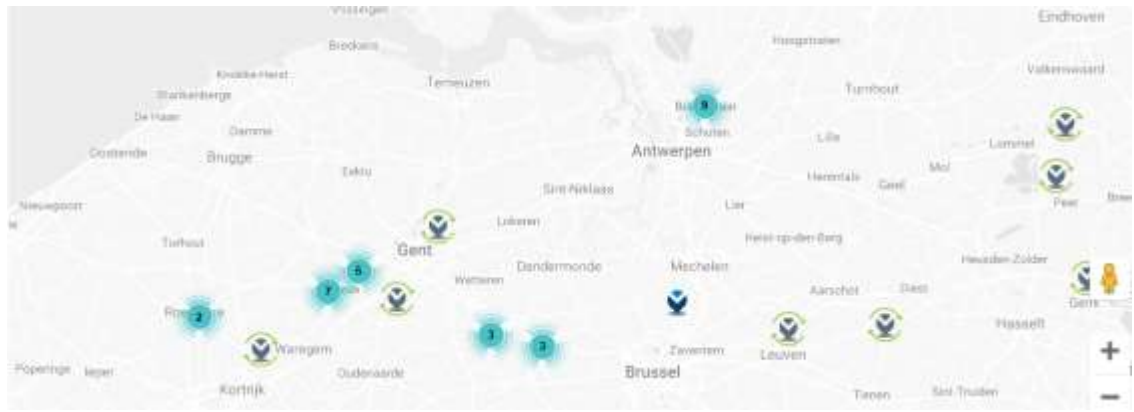 Vlissingen
Eindhoven
Breskens
Hoogstraten
Valkenswaard
Knokke-Heist
Terneuzen
Turnhout
Blankenberge
9
De Haan
Schoten
Damme
Lille
Lommel
Antwerpen
Oostende
Brugge
Eeklo
Mol
Herentals
Geel
Sint-Niklaas
Nieuwpoort
Lier
Peer
Lokeren
Torhout
Gent
Heist-op-den-Berg
Heusden-Zolder
Dendermonde
Mechelen
Wetteren
Aarschot
Diest
Genk
7
2
Hasselt
3
3
Waregem
Zaventem
Leuven
Poperinge
Ieper
Oudenaarde
Brussel
Kortrijk
Tienen
Sint-Truiden